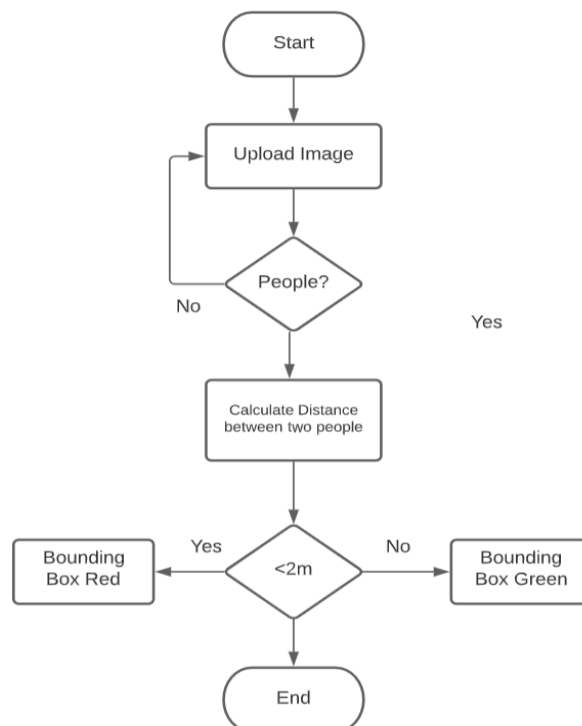 Start
Upload Image
People?
No
Yes
Calculate Distance
between two people
Yes
No
Bounding
Box Red
<2m
Bounding
Box Green
End